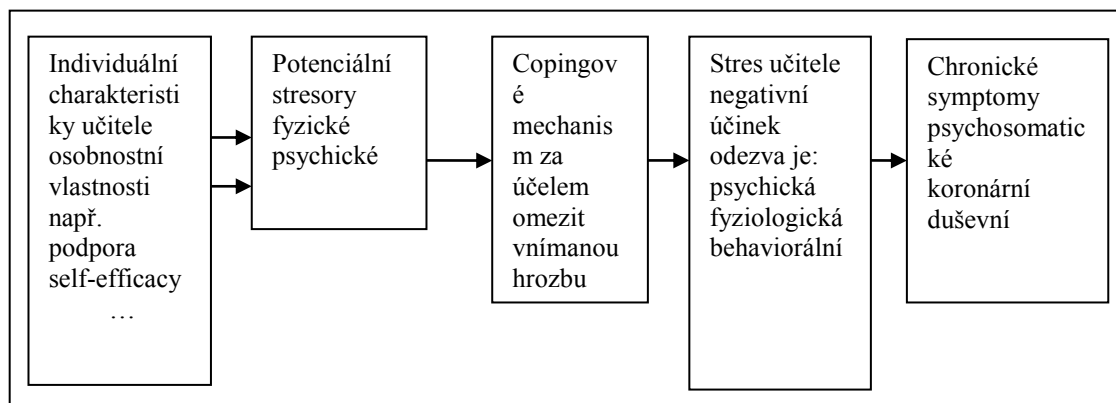 Individuální
charakteristi
ky učitele
osobnostní
vlastnosti
např.
podpora
self-efficacy
…
Potenciální
stresory
fyzické
psychické
Copingov
é
mechanis
m za
účelem
omezit
vnímanou
hrozbu
Stres učitele
negativní
účinek
odezva je:
psychická
fyziologická
behaviorální
Chronické
symptomy
psychosomatic
ké
koronární
duševní